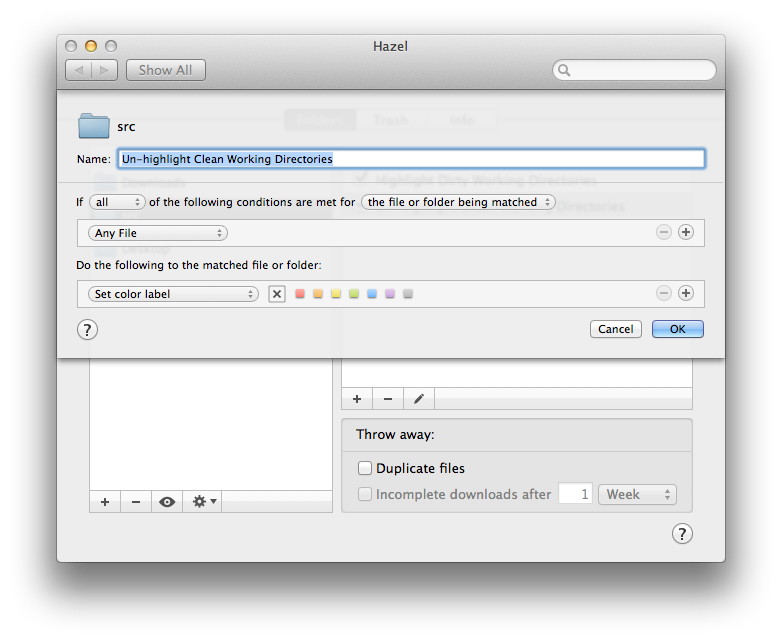 Hazel
Show All
src
Name: Un-highlight Clean Working Directories
If all of the following conditions are met for the file or folder being matched
Any File
Do the following to the matched file or folder:
Set color label
? Cancel OK
Throw away:
Duplicate files
Incomplete downloads after 1 Week
?